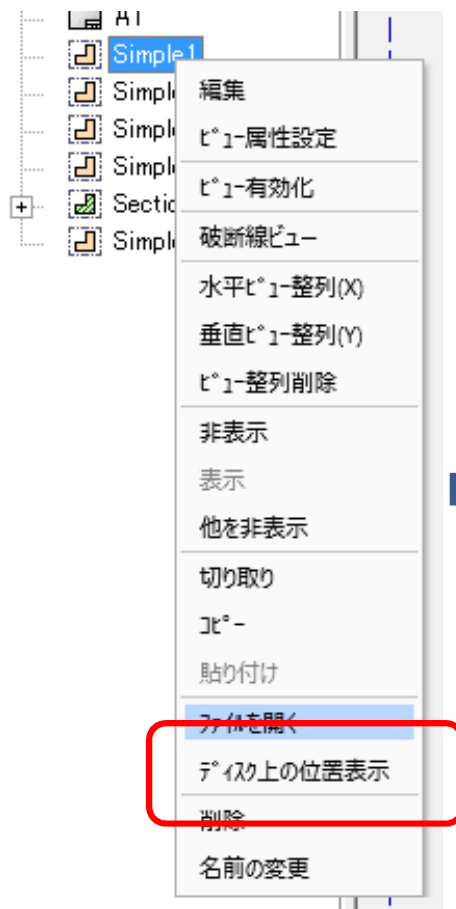 A1
Simple1
Simpl
Simpl
Simpl
Sectic
Simpl
編集
ﾋﾞｭｰ属性設定
ﾋﾞｭｰ有効化
破断線ビュー
水平ﾋﾞｭｰ整列(X)
垂直ﾋﾞｭｰ整列(Y)
ﾋﾞｭｰ整列削除
非表示
表示
他を非表示
切り取り
ｺﾋﾟｰ
貼り付け
ﾌｧｲﾙを開く
ﾃﾞｨｽｸ上の位置表示
削除
名前の変更